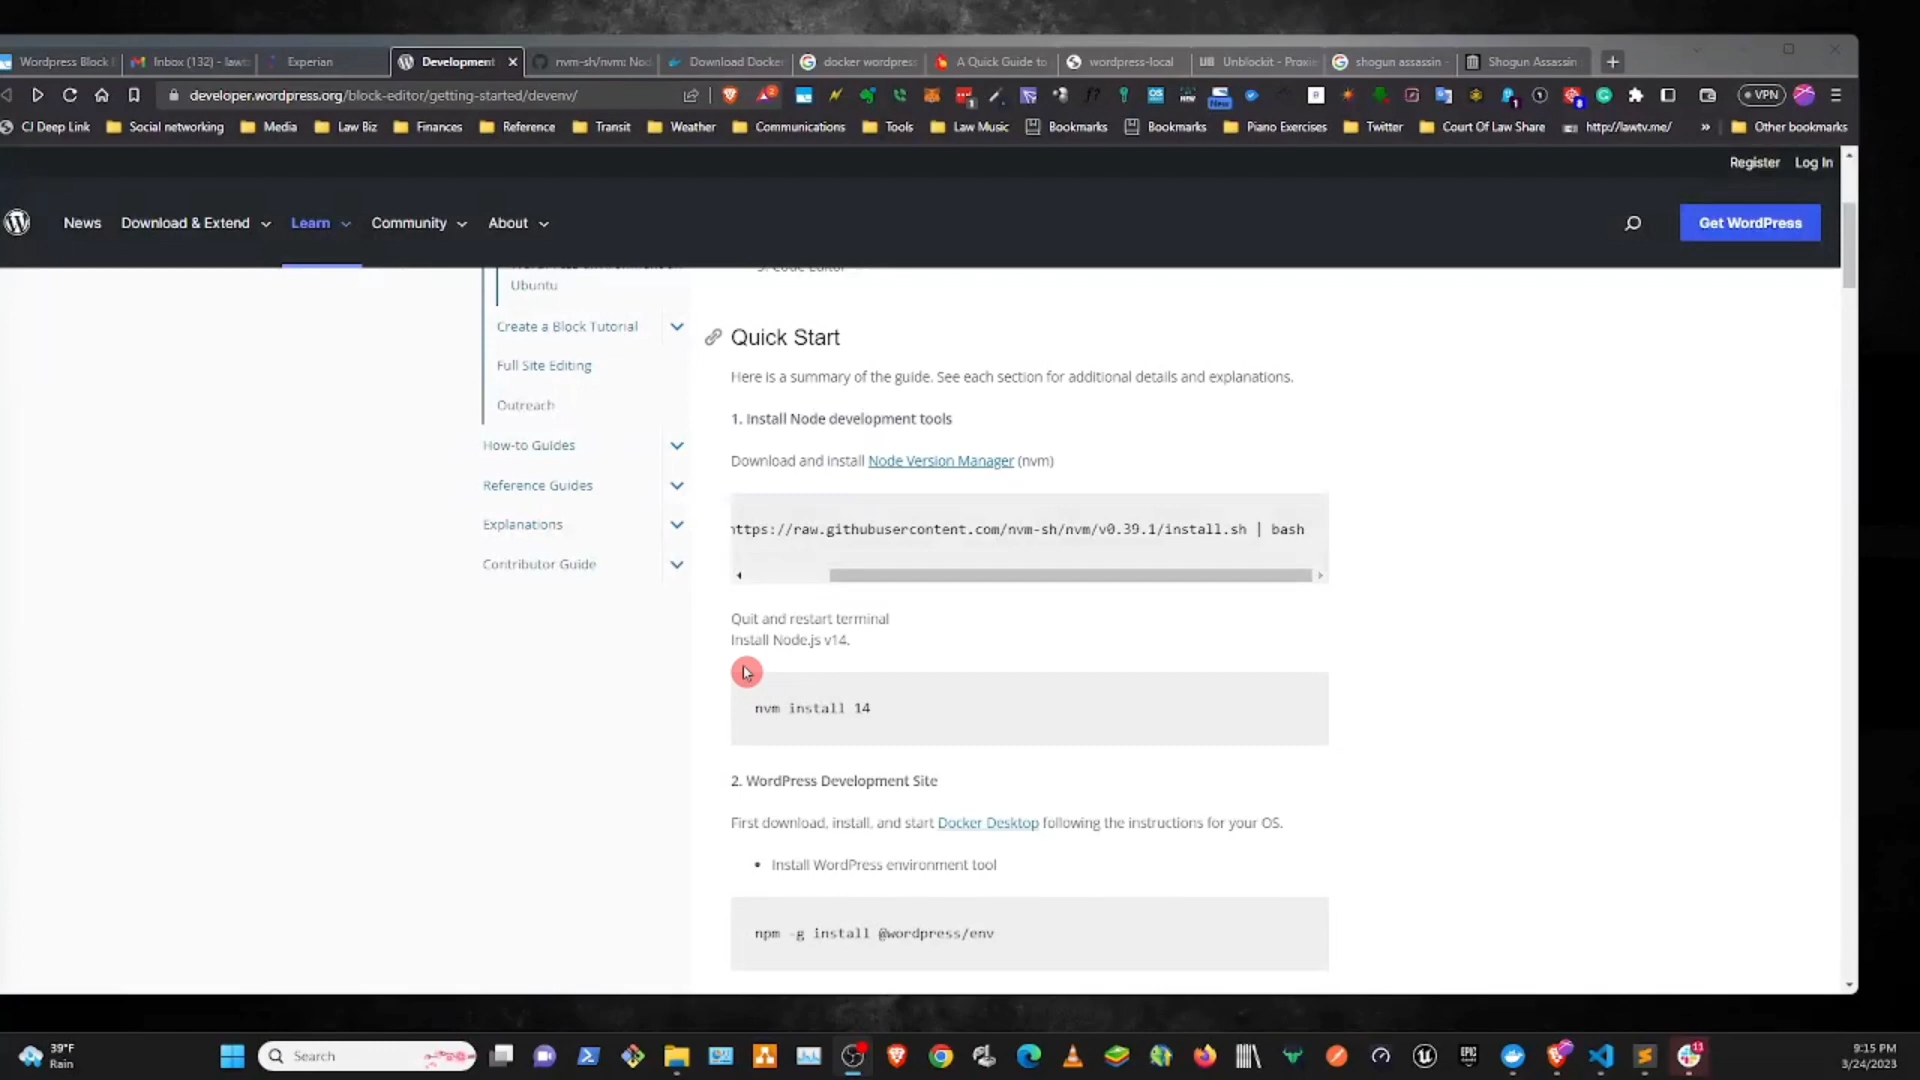 Wordpress Block
Inbox (132) - lawt
Experian
Development
nvm-sh/nvm: Nod
Download Docker
docker wordpress
A Quick Guide to
wordpress-local
Unblockit - Proxie
shogun assassin -
Shogun Assassin
developer.wordpress.org/block-editor/getting-started/devenv/
VPN
CJ Deep Link
Social networking
Media
Law Biz
Finances
Reference
Transit
Weather
Communications
Tools
Law Music
Bookmarks
Bookmarks
Piano Exercises
Twitter
Court Of Law Share
http://lawtv.me/
»
Other bookmarks
Register
Log In
News
Download & Extend
Learn
Community
About
Get WordPress
Ubuntu
Create a Block Tutorial
Full Site Editing
Outreach
How-to Guides
Reference Guides
Explanations
Contributor Guide
5. Code Editor
Quick Start
Here is a summary of the guide. See each section for additional details and explanations.
1. Install Node development tools
Download and install Node Version Manager (nvm)
https://raw.githubusercontent.com/nvm-sh/nvm/v0.39.1/install.sh | bash
Quit and restart terminal
Install Node.js v14.
nvm install 14
2. WordPress Development Site
First download, install, and start Docker Desktop following the instructions for your OS.
• Install WordPress environment tool
npm -g install @wordpress/env
39°F
Rain
Search
11
9:15 PM
3/24/2023